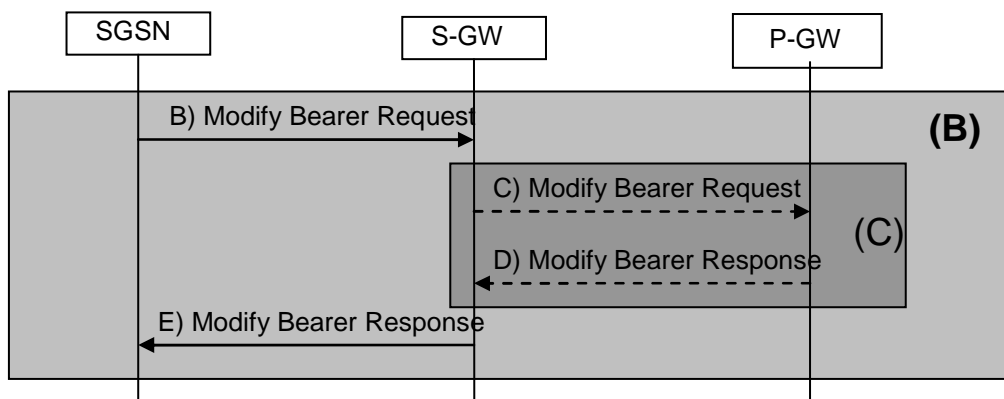 SGSN
S-GW
P-GW
B) Modify Bearer Request
(B)
C) Modify Bearer Request
(C)
D) Modify Bearer Response
E) Modify Bearer Response